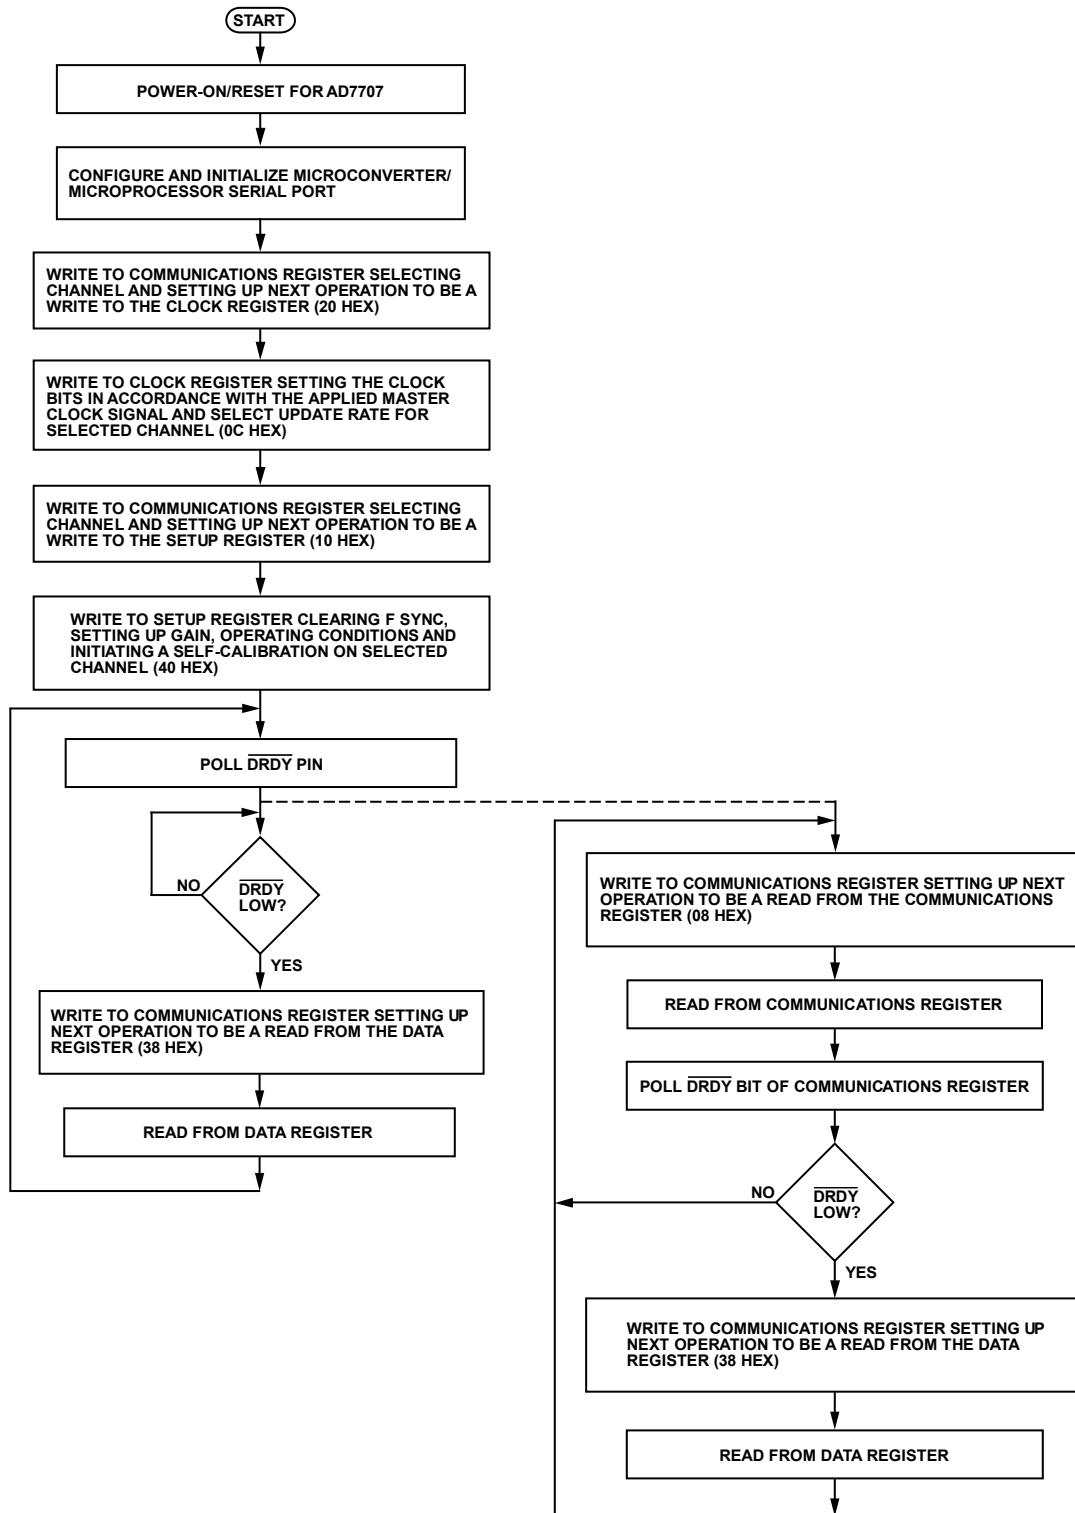 START
POWER-ON/RESET FOR AD7707
CONFIGURE AND INITIALIZE MICROCONVERTER/
MICROPROCESSOR SERIAL PORT
WRITE TO COMMUNICATIONS REGISTER SELECTING
CHANNEL AND SETTING UP NEXT OPERATION TO BE A
WRITE TO THE CLOCK REGISTER (20 HEX)
WRITE TO CLOCK REGISTER SETTING THE CLOCK
BITS IN ACCORDANCE WITH THE APPLIED MASTER
CLOCK SIGNAL AND SELECT UPDATE RATE FOR
SELECTED CHANNEL (0C HEX)
WRITE TO COMMUNICATIONS REGISTER SELECTING
CHANNEL AND SETTING UP NEXT OPERATION TO BE A
WRITE TO THE SETUP REGISTER (10 HEX)
WRITE TO SETUP REGISTER CLEARING F SYNC,
SETTING UP GAIN, OPERATING CONDITIONS AND
INITIATING A SELF-CALIBRATION ON SELECTED
CHANNEL (40 HEX)
POLL DRDY PIN
NO
DRDY
LOW?
YES
WRITE TO COMMUNICATIONS REGISTER SETTING UP
NEXT OPERATION TO BE A READ FROM THE DATA
REGISTER (38 HEX)
READ FROM DATA REGISTER
WRITE TO COMMUNICATIONS REGISTER SETTING UP NEXT
OPERATION TO BE A READ FROM THE COMMUNICATIONS
REGISTER (08 HEX)
READ FROM COMMUNICATIONS REGISTER
POLL DRDY BIT OF COMMUNICATIONS REGISTER
NO
DRDY
LOW?
YES
WRITE TO COMMUNICATIONS REGISTER SETTING UP
NEXT OPERATION TO BE A READ FROM THE DATA
REGISTER (38 HEX)
READ FROM DATA REGISTER